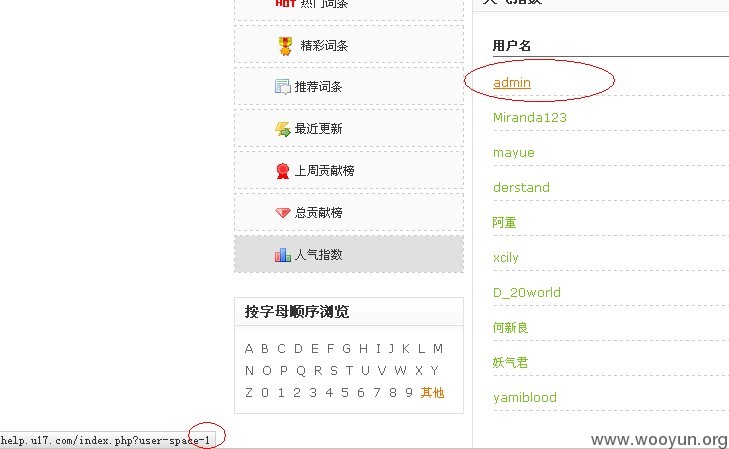 HOT 热门词条
精彩词条
推荐词条
最近更新
上周贡献榜
总贡献榜
人气指数
按字母顺序浏览
A B C D E F G H I J K L M
N O P Q R S T U V W X Y
Z 0 1 2 3 4 5 6 7 8 9 其他
人气指数
用户名
admin
Miranda123
mayue
derstand
阿重
xcily
D_20world
何新良
妖气君
yamiblood
help.u17.com/index.php?user-space-1
www.wooyun.org